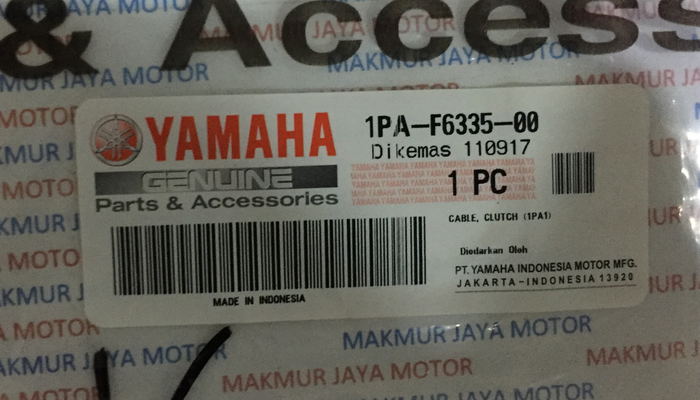 & Access
MAKMUR JAYA MOTOR
MAKMUR JAYA MOTOR
YAMAHA
GENUINE
Parts & Accessories
1PA-F6335-00
Dikemas 110917
1 PC
CABLE, CLUTCH (1PA1)
Diedarkan Oleh
PT. YAMAHA INDONESIA MOTOR MFG.
JAKARTA-INDONESIA 13920
MADE IN INDONESIA
MAKMUR JAYA MOTOR
MAKMUR JAYA MOTOR